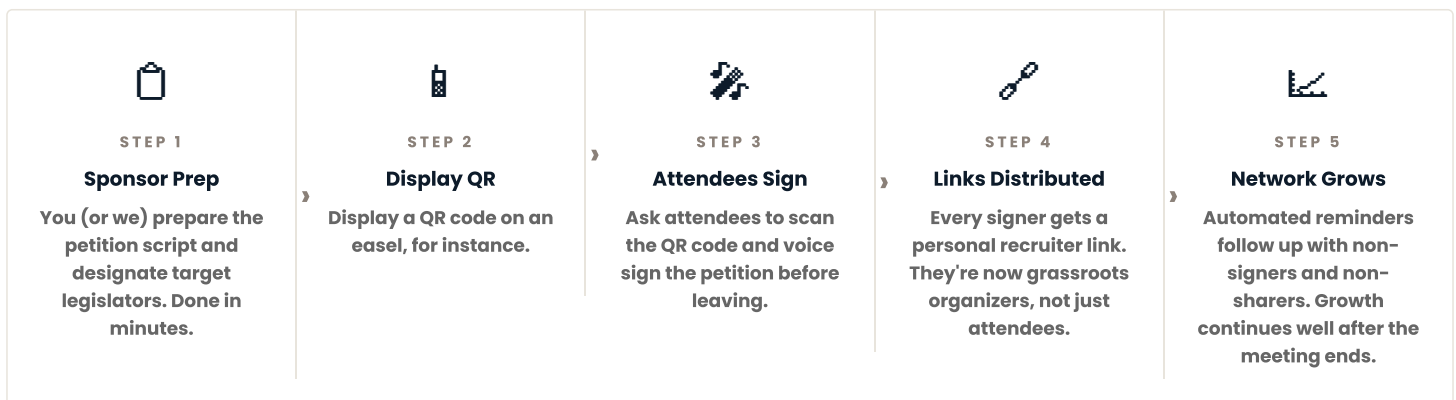 STEP 1
Sponsor Prep
You (or we) prepare the
petition script and
designate target
legislators. Done in
minutes.
STEP 2
Display QR
Display a QR code on an
easel, for instance.
STEP 3
Attendees Sign
Ask attendees to scan
the QR code and voice
sign the petition before
leaving.
STEP 4
Links Distributed
Every signer gets a
personal recruiter link.
They're now grassroots
organizers, not just
attendees.
STEP 5
Network Grows
Automated reminders
follow up with non-
signers and non-
sharers. Growth
continues well after the
meeting ends.